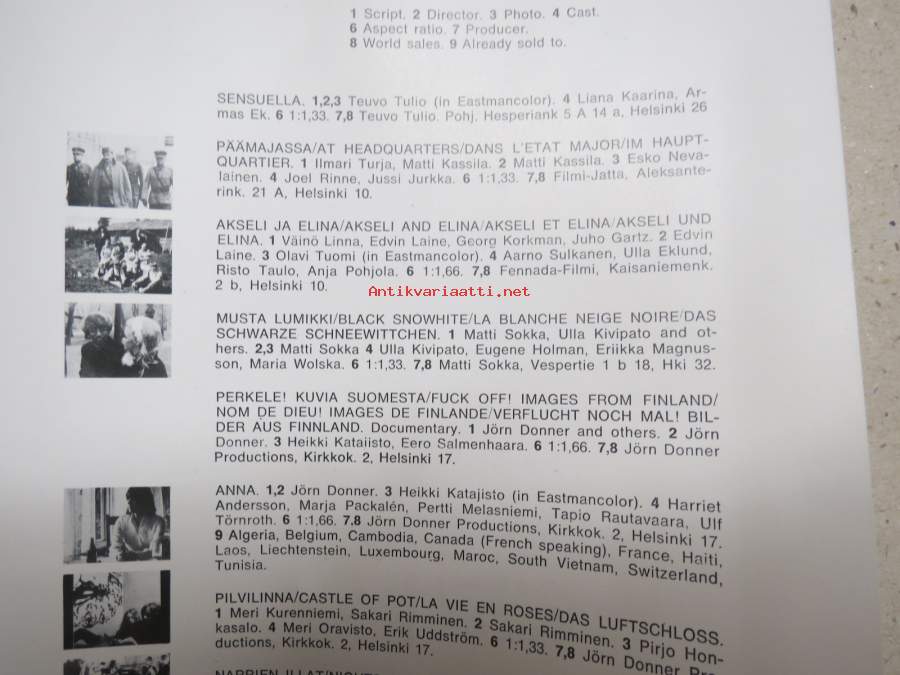 1 Script. 2 Director. 3 Photo. 4 Cast.
6 Aspect ratio. 7 Producer.
8 World sales. 9 Already sold to.
SENSUELLA. 1,2,3 Teuvo Tulio (in Eastmancolor). 4 Liana Kaarina, Ar-
mas Ek. 6 1:1,33. 7,8 Teuvo Tulio. Pohj. Hesperiank 5 A 14 a, Helsinki 26
PÄÄMAJASSA/AT HEADQUARTERS/DANS L'ETAT MAJOR/IM HAUPT-
QUARTIER. 1 Ilmari Turja, Matti Kassila. 2 Matti Kassila. 3 Esko Neva-
lainen. 4 Joel Rinne, Jussi Jurkka. 6 1:1,33. 7,8 Filmi-Jatta, Aleksante-
rink. 21 A, Helsinki 10.
AKSELI JA ELINA/AKSELI AND ELINA/AKSELI ET ELINA/AKSELI UND
ELINA. 1 Väinö Linna, Edvin Laine, Georg Korkman, Juho Gartz. 2 Edvin
Laine. 3 Olavi Tuomi (in Eastmancolor). 4 Aarno Sulkanen, Ulla Eklund,
Risto Taulo, Anja Pohjola. 6 1:1,66. 7,8 Fennada-Filmi, Kaisaniemenk.
2 b, Helsinki 10.
Antikvariaatti.net
MUSTA LUMIKKI/BLACK SNOWHITE/LA BLANCHE NEIGE NOIRE/DAS
SCHWARZE SCHNEEWITTCHEN. 1 Matti Sokka, Ulla Kivipato and ot-
hers. 2,3 Matti Sokka 4 Ulla Kivipato, Eugene Holman, Eriikka Magnus-
son, Maria Wolska. 6 1:1,33. 7,8 Matti Sokka, Vespertie 1 b 18, Hki 32.
PERKELE! KUVIA SUOMESTA/FUCK OFF! IMAGES FROM FINLAND/
NOM DE DIEU! IMAGES DE FINLANDE/VERFLUCHT NOCH MAL! BIL-
DER AUS FINNLAND. Documentary. 1 Jörn Donner and others. 2 Jörn
Donner. 3 Heikki Kataiisto, Eero Salmenhaara. 6 1:1,66. 7,8 Jörn Donner
Productions, Kirkkok. 2, Helsinki 17.
ANNA. 1,2 Jörn Donner. 3 Heikki Katajisto (in Eastmancolor). 4 Harriet
Andersson, Marja Packalén, Pertti Melasniemi, Tapio Rautavaara, Ulf
Törnroth. 6 1:1,66. 7,8 Jörn Donner Productions, Kirkkok. 2, Helsinki 17.
9 Algeria, Belgium, Cambodia, Canada (French speaking), France, Haiti,
Laos, Liechtenstein, Luxembourg, Maroc, South Vietnam, Switzerland,
Tunisia.
PILVILINNA/CASTLE OF POT/LA VIE EN ROSES/DAS LUFTSCHLOSS.
1 Meri Kurenniemi, Sakari Rimminen. 2 Sakari Rimminen. 3 Pirjo Hon-
kasalo. 4 Meri Oravisto, Erik Uddström. 6 1:1,33. 7,8 Jörn Donner Pro-
ductions, Kirkkok. 2, Helsinki 17.